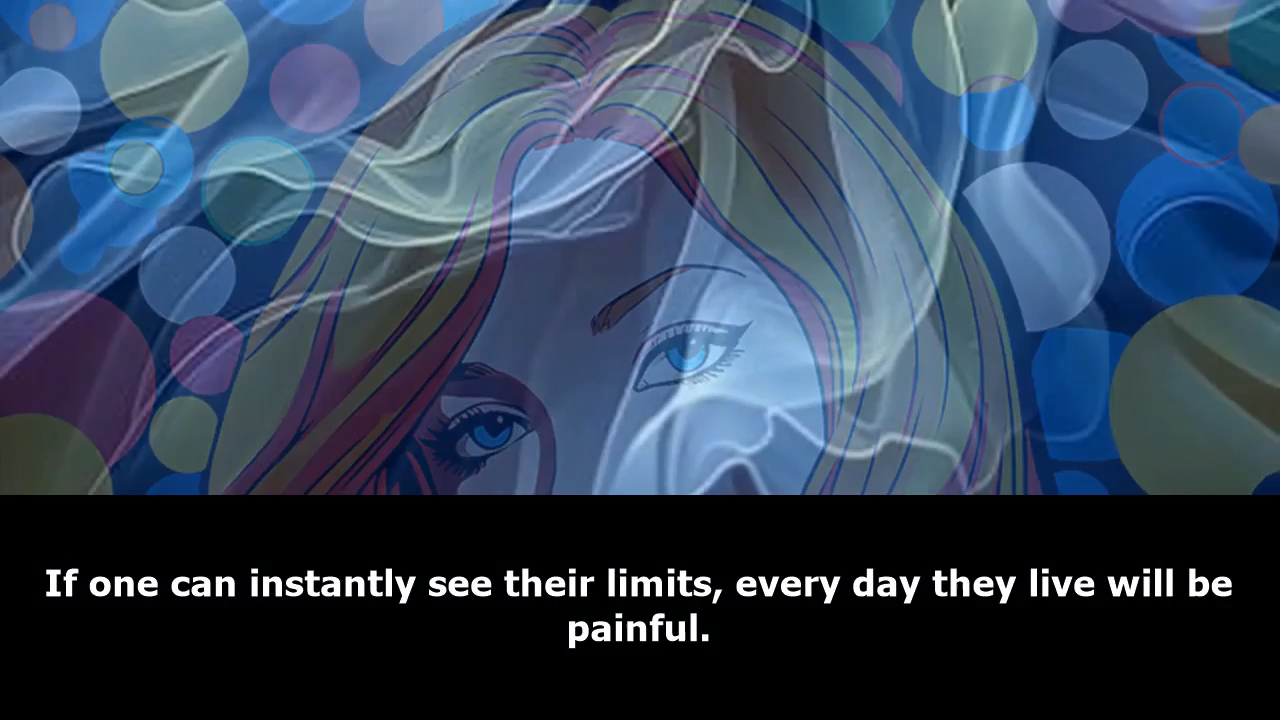 If one can instantly see their limits, every day they live will be
painful.